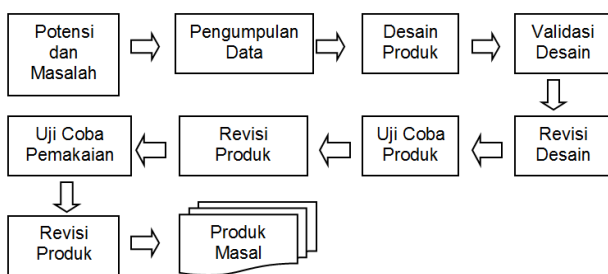 Potensi
dan
Masalah
Pengumpulan
Data
Desain
Produk
Validasi
Desain
Revisi
Desain
Uji Coba
Produk
Revisi
Produk
Uji Coba
Pemakaian
Revisi
Produk
Produk
Masal